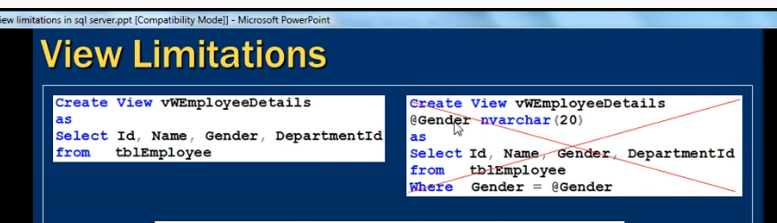 iew limitations in sql server.ppt [Compatibility Mode]] - Microsoft PowerPoint
View Limitations
Create View vWEmployeeDetails
as
Select Id, Name, Gender, DepartmentId
from tblEmployee
Create View vWEmployeeDetails
@Gender nvarchar(20)
as
Select Id, Name, Gender, DepartmentId
from tblEmployee
Where Gender = @Gender